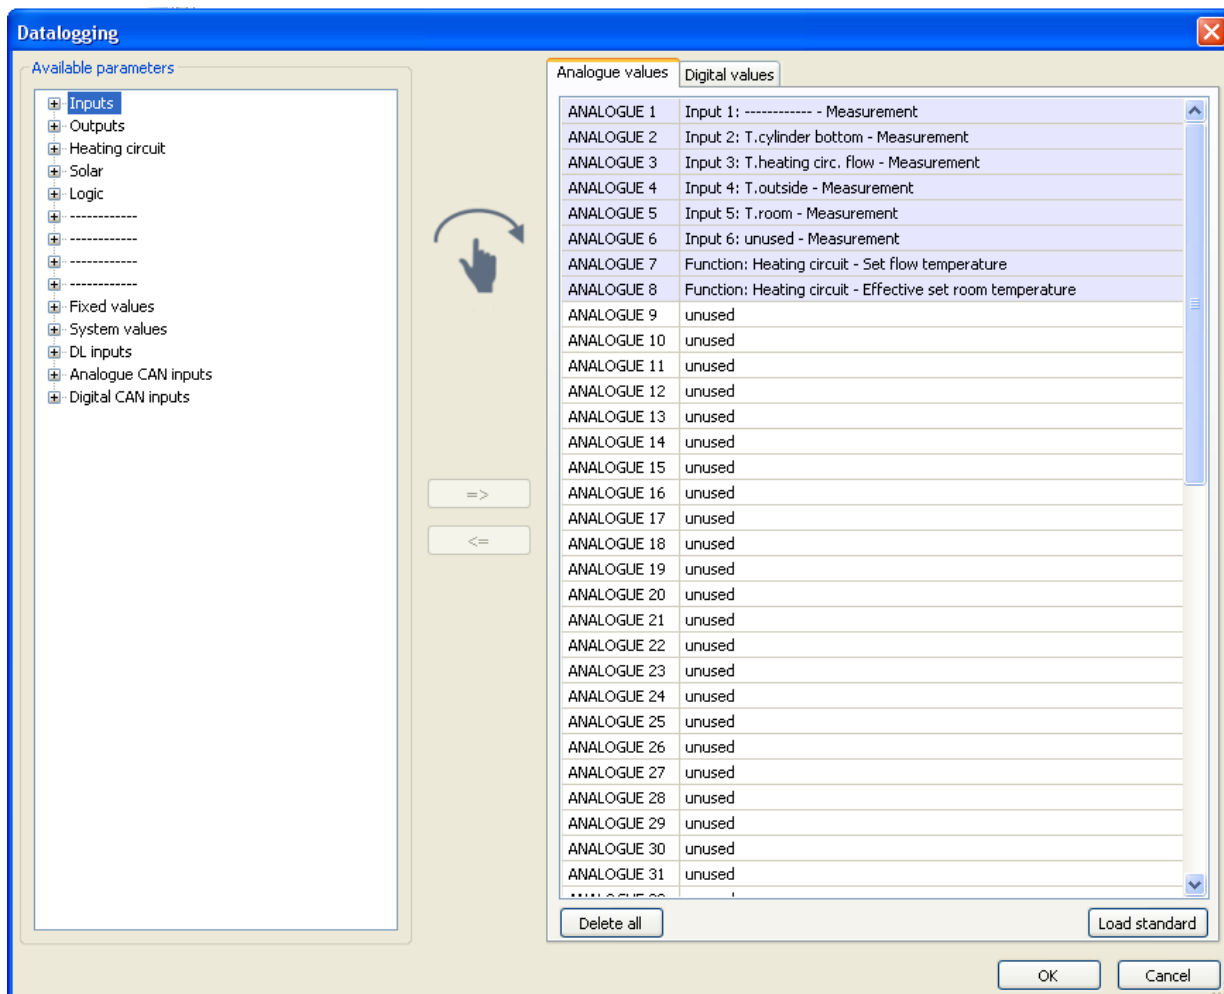 Datalogging
Available parameters
Inputs
Outputs
Heating circuit
Solar
Logic
------------
------------
------------
------------
Fixed values
System values
DL inputs
Analogue CAN inputs
Digital CAN inputs
=>
<=
Analogue values Digital values
ANALOGUE 1 Input 1: ------------ - Measurement
ANALOGUE 2 Input 2: T.cylinder bottom - Measurement
ANALOGUE 3 Input 3: T.heating circ. flow - Measurement
ANALOGUE 4 Input 4: T.outside - Measurement
ANALOGUE 5 Input 5: T.room - Measurement
ANALOGUE 6 Input 6: unused - Measurement
ANALOGUE 7 Function: Heating circuit - Set flow temperature
ANALOGUE 8 Function: Heating circuit - Effective set room temperature
ANALOGUE 9 unused
ANALOGUE 10 unused
ANALOGUE 11 unused
ANALOGUE 12 unused
ANALOGUE 13 unused
ANALOGUE 14 unused
ANALOGUE 15 unused
ANALOGUE 16 unused
ANALOGUE 17 unused
ANALOGUE 18 unused
ANALOGUE 19 unused
ANALOGUE 20 unused
ANALOGUE 21 unused
ANALOGUE 22 unused
ANALOGUE 23 unused
ANALOGUE 24 unused
ANALOGUE 25 unused
ANALOGUE 26 unused
ANALOGUE 27 unused
ANALOGUE 28 unused
ANALOGUE 29 unused
ANALOGUE 30 unused
ANALOGUE 31 unused
Delete all Load standard
OK Cancel